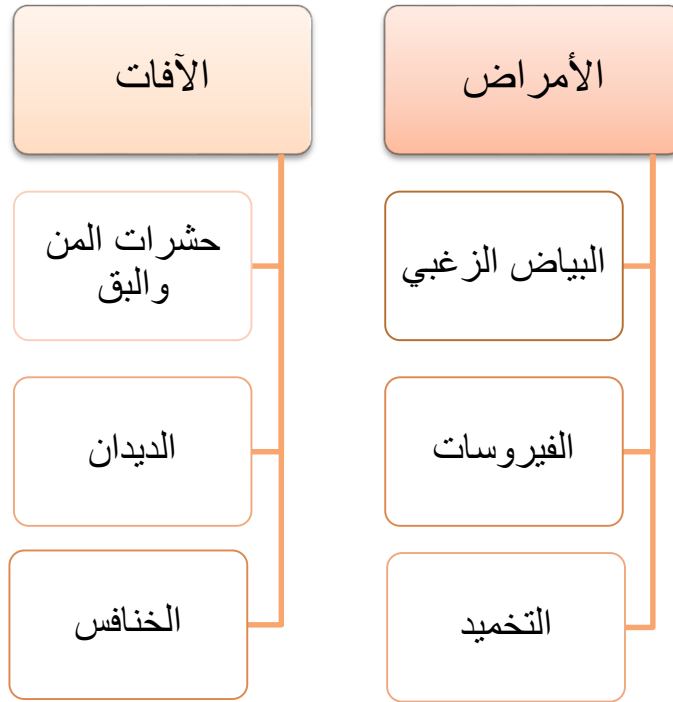 الأمراض
البياض الزغبي
الفيروسات
التخميد
الآفات
حشرات المن
والبق
الديدان
الخنافس